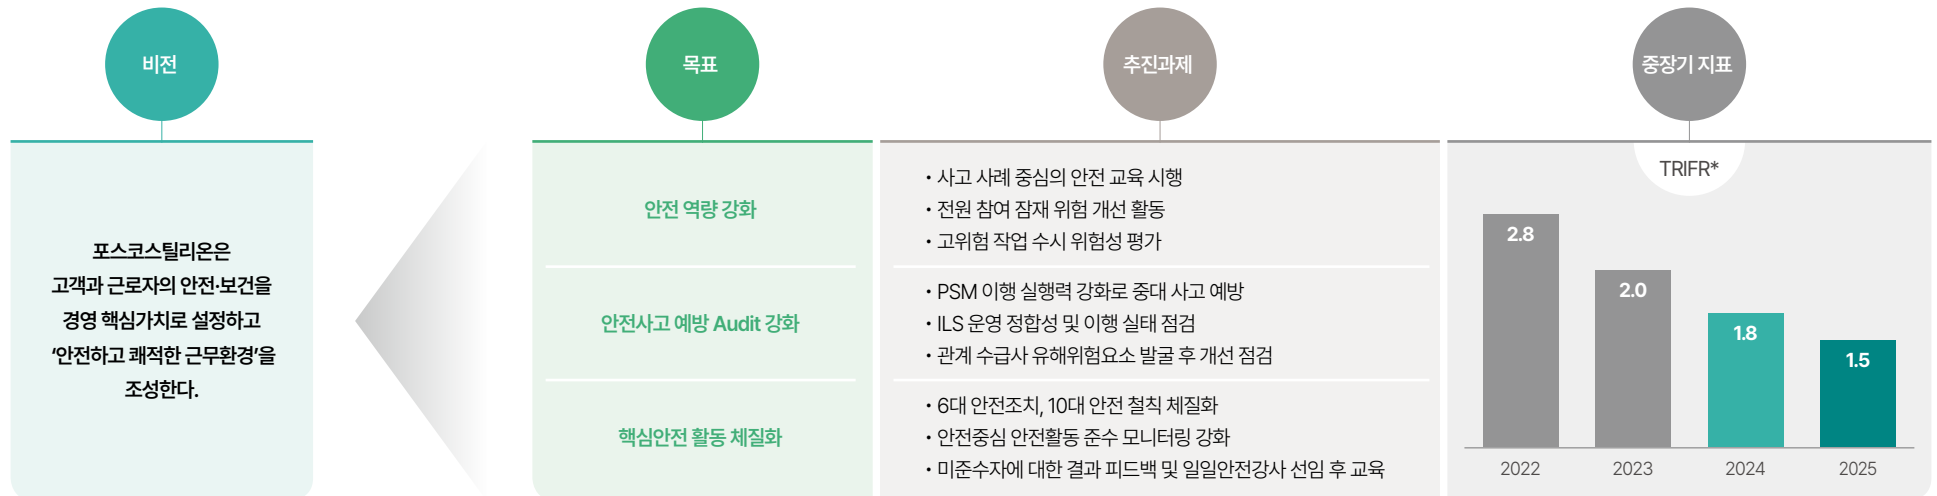 비전
포스코스틸리온은
고객과 근로자의 안전·보건을
경영 핵심가치로 설정하고
‘안전하고 쾌적한 근무환경’을
조성한다.
목표
안전 역량 강화
안전사고 예방 Audit 강화
핵심안전 활동 체질화
추진과제
• 사고 사례 중심의 안전 교육 시행
• 전원 참여 잠재 위험 개선 활동
• 고위험 작업 수시 위험성 평가
• PSM 이행 실행력 강화로 중대 사고 예방
• ILS 운영 정합성 및 이행 실태 점검
• 관계 수급사 유해위험요소 발굴 후 개선 점검
• 6대 안전조치, 10대 안전 철칙 체질화
• 안전중심 안전활동 준수 모니터링 강화
• 미준수자에 대한 결과 피드백 및 일일안전강사 선임 후 교육
중장기 지표
TRIFR*
2.8
2.0
1.8
1.5
2022
2023
2024
2025